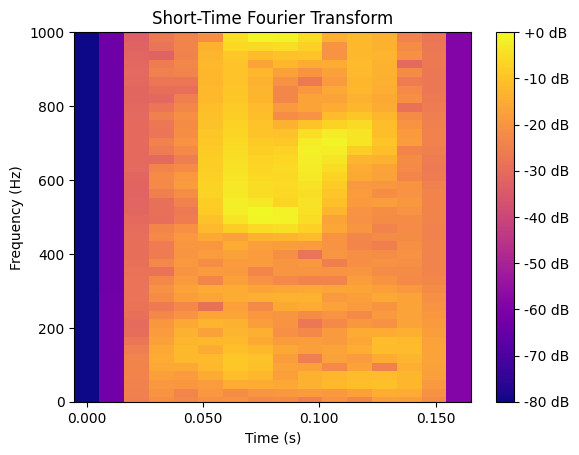 Short-Time Fourier Transform
1000
800
600
400
200
0
Frequency (Hz)
0.000
0.050
0.100
0.150
Time (s)
+0 dB
-10 dB
-20 dB
-30 dB
-40 dB
-50 dB
-60 dB
-70 dB
-80 dB